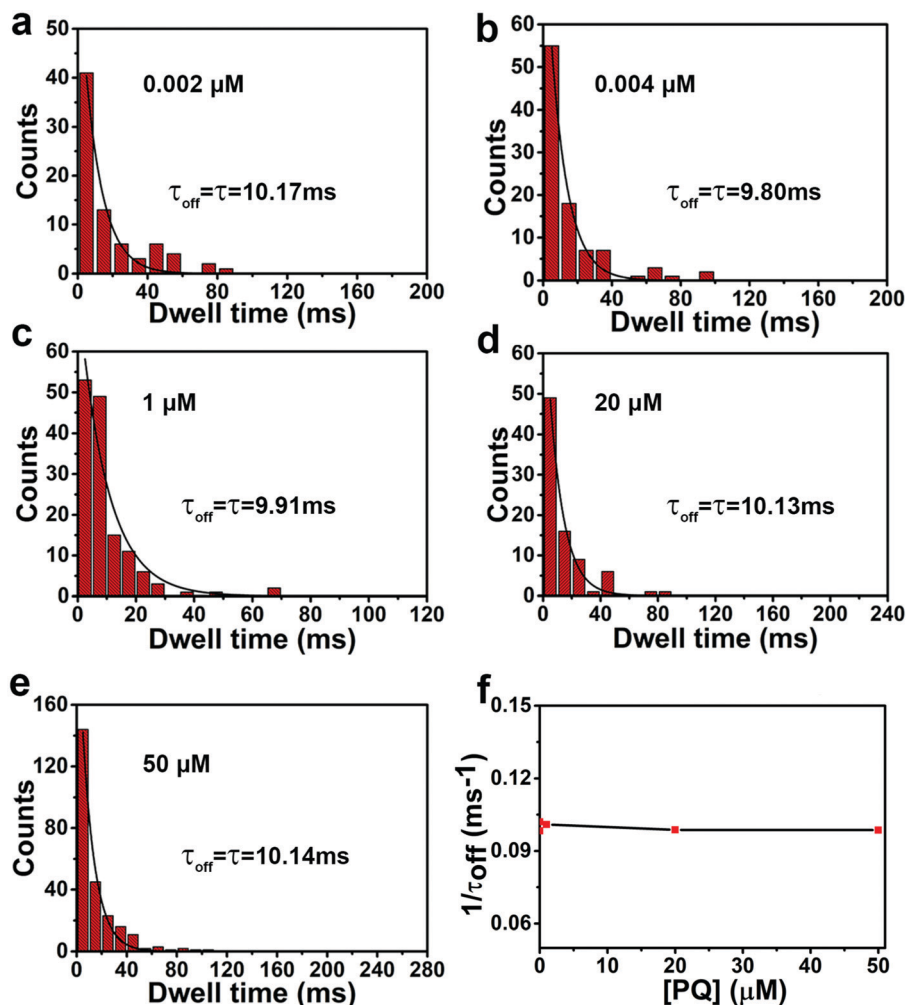 a
50
40
30
20
10
0
Counts
0.002 µM
τoff=τ=10.17ms
0 40 80 120 160 200
Dwell time (ms)
b
60
50
40
30
20
10
0
Counts
0.004 µM
τoff=τ=9.80ms
0 40 80 120 160 200
Dwell time (ms)
c
60
50
40
30
20
10
0
Counts
1 µM
τoff=τ=9.91ms
0 20 40 60 80 100 120
Dwell time (ms)
d
60
50
40
30
20
10
0
Counts
20 µM
τoff=τ=10.13ms
0 40 80 120 160 200 240
Dwell time (ms)
e
160
120
80
40
0
Counts
50 µM
τoff=τ=10.14ms
0 40 80 120 160 200 240 280
Dwell time (ms)
f
0.15
0.12
0.09
0.06
1/τoff (ms-1)
0 10 20 30 40 50
[PQ] (µM)